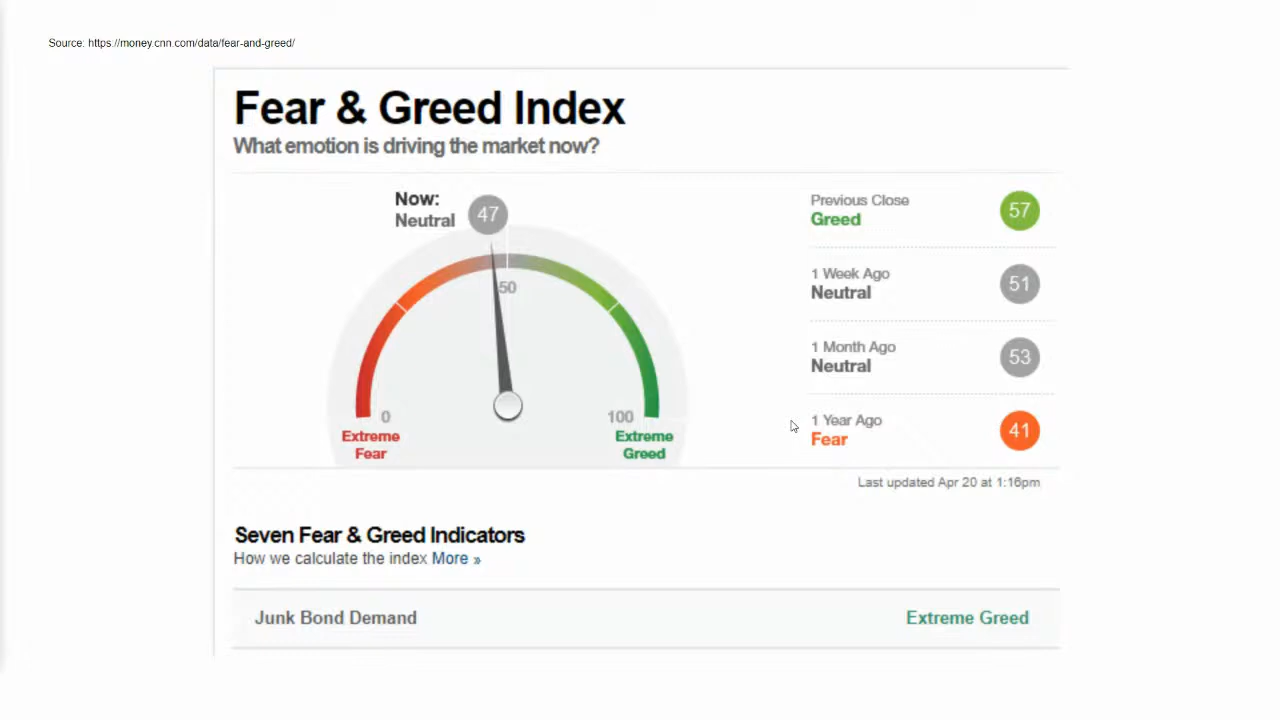 Source: https://money.cnn.com/data/fear-and-greed/
Fear & Greed Index
What emotion is driving the market now?
Now:
Neutral
47
50
0
100
Extreme
Fear
Extreme
Greed
Previous Close
Greed
57
1 Week Ago
Neutral
51
1 Month Ago
Neutral
53
1 Year Ago
Fear
41
Last updated Apr 20 at 1:16pm
Seven Fear & Greed Indicators
How we calculate the index More »
Junk Bond Demand
Extreme Greed